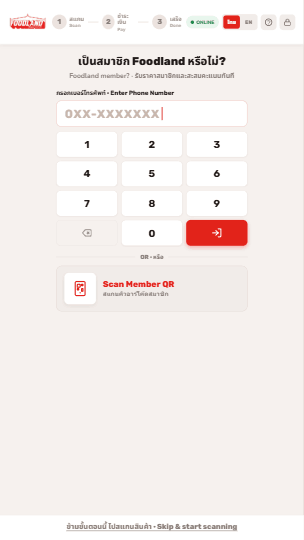 FOODLAND
1 สแกน Scan
2 ชำระเงิน Pay
3 เสร็จ Done
ONLINE
ไทย EN
เป็นสมาชิก Foodland หรือไม่?
Foodland member? · รับราคาสมาชิกและสะสมคะแนนทันที
กรอกเบอร์โทรศัพท์ · Enter Phone Number
0XX-XXXXXXX
1 2 3
4 5 6
7 8 9
0
OR · หรือ
Scan Member QR
สแกนคิวอาร์โค้ดสมาชิก
ข้ามขั้นตอนนี้ ไปสแกนสินค้า · Skip & start scanning